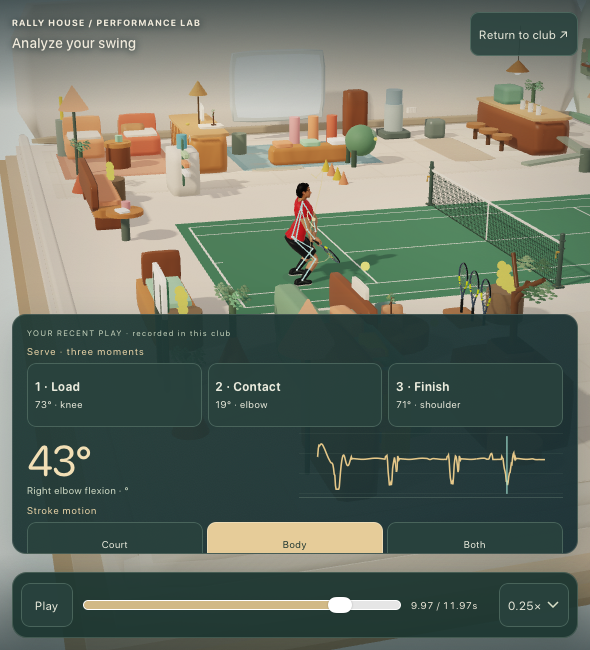 RALLY HOUSE / PERFORMANCE LAB
Analyze your swing
Return to club ↗
YOUR RECENT PLAY · recorded in this club
Serve · three moments
1 · Load
73° · knee
2 · Contact
19° · elbow
3 · Finish
71° · shoulder
43°
Right elbow flexion · °
Stroke motion
Court
Body
Both
Play
9.97 / 11.97s
0.25×